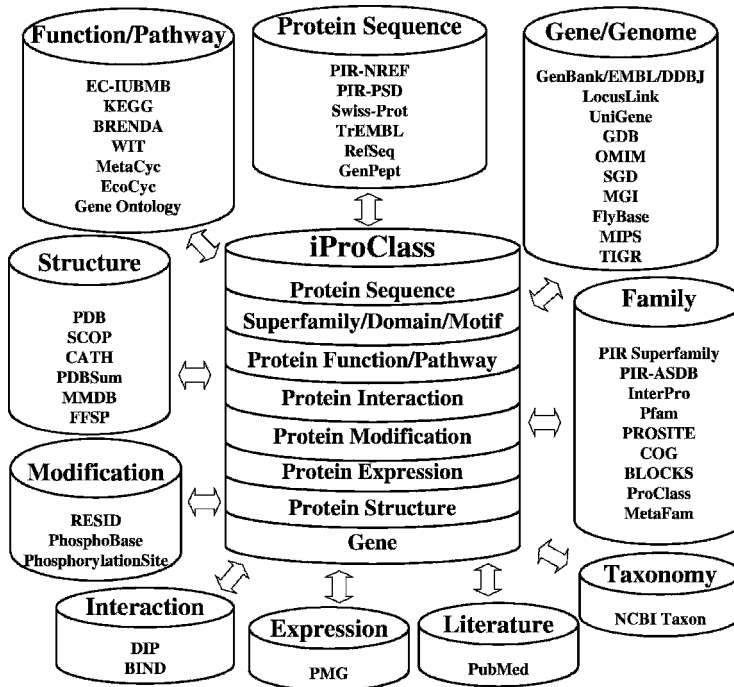 Function/Pathway
EC-IUBMB
KEGG
BRENDA
WIT
MetaCyc
EcoCyc
Gene Ontology
Protein Sequence
PIR-NREF
PIR-PSD
Swiss-Prot
TrEMBL
RefSeq
GenPept
Gene/Genome
GenBank/EMBL/DDBJ
LocusLink
UniGene
GDB
OMIM
SGD
MGI
FlyBase
MIPS
TIGR
Structure
PDB
SCOP
CATH
PDBSum
MMDB
FFSP
iProClass
Protein Sequence
Superfamily/Domain/Motif
Protein Function/Pathway
Protein Interaction
Protein Modification
Protein Expression
Protein Structure
Gene
Family
PIR Superfamily
PIR-ASDB
InterPro
Pfam
PROSITE
COG
BLOCKS
ProClass
MetaFam
Modification
RESID
PhosphoBase
PhosphorylationSite
Interaction
DIP
BIND
Expression
PMG
Literature
PubMed
Taxonomy
NCBI Taxon